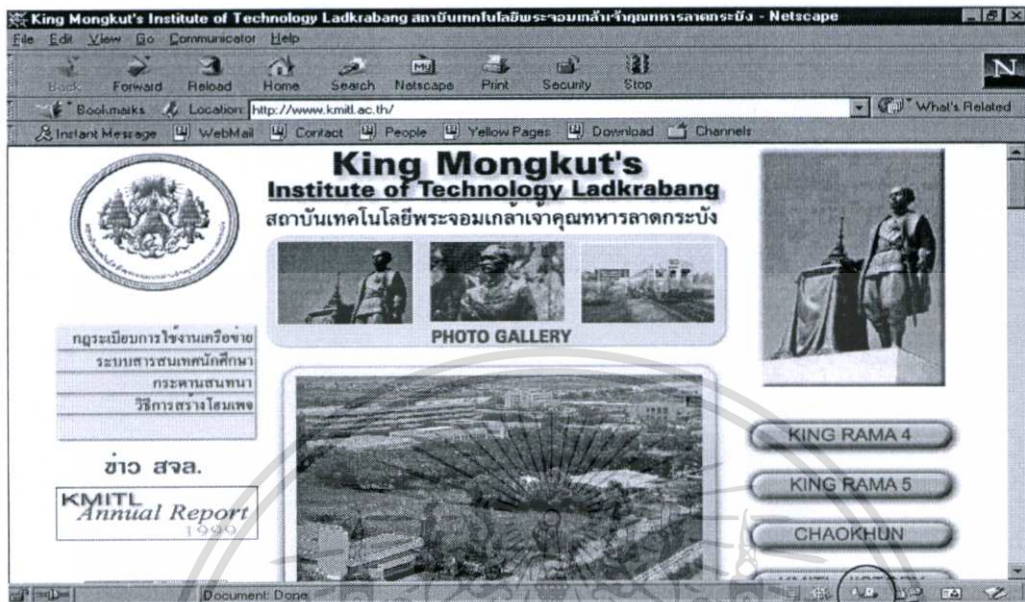 King Mongkut's Institute of Technology Ladkrabang สถาบันเทคโนโลยีพระจอมเกล้าเจ้าคุณทหารลาดกระบัง - Netscape
File Edit View Go Communicator Help
Back Forward Reload Home Search Netscape Print Security Stop
Bookmarks Location: http://www.kmitl.ac.th/ What's Related
Instant Message WebMail Contact People Yellow Pages Download Channels
King Mongkut's
Institute of Technology Ladkrabang
สถาบันเทคโนโลยีพระจอมเกล้าเจ้าคุณทหารลาดกระบัง
PHOTO GALLERY
กฎระเบียบการใช้งานเครือข่าย
ระบบสารสนเทศนักศึกษา
กระดานสนทนา
วิธีการสร้างโฮมเพจ
ข่าว สจล.
KMITL
Annual Report
1999
KING RAMA 4
KING RAMA 5
CHAOKHUN
KMITL HISTORY
Document: Done